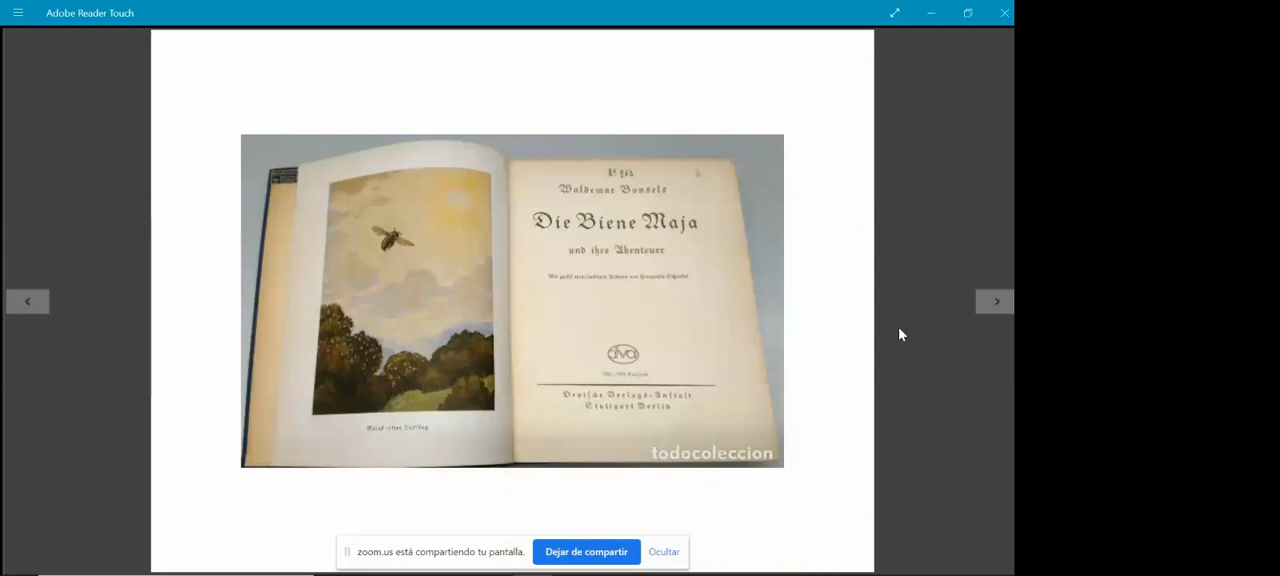 Adobe Reader Touch
Waldemar Bonsels
Die Biene Maja
und ihre Abenteuer
dva
Deutsche Verlags-Anstalt
Stuttgart Berlin
todocoleccion
zoom.us está compartiendo tu pantalla.
Dejar de compartir
Ocultar